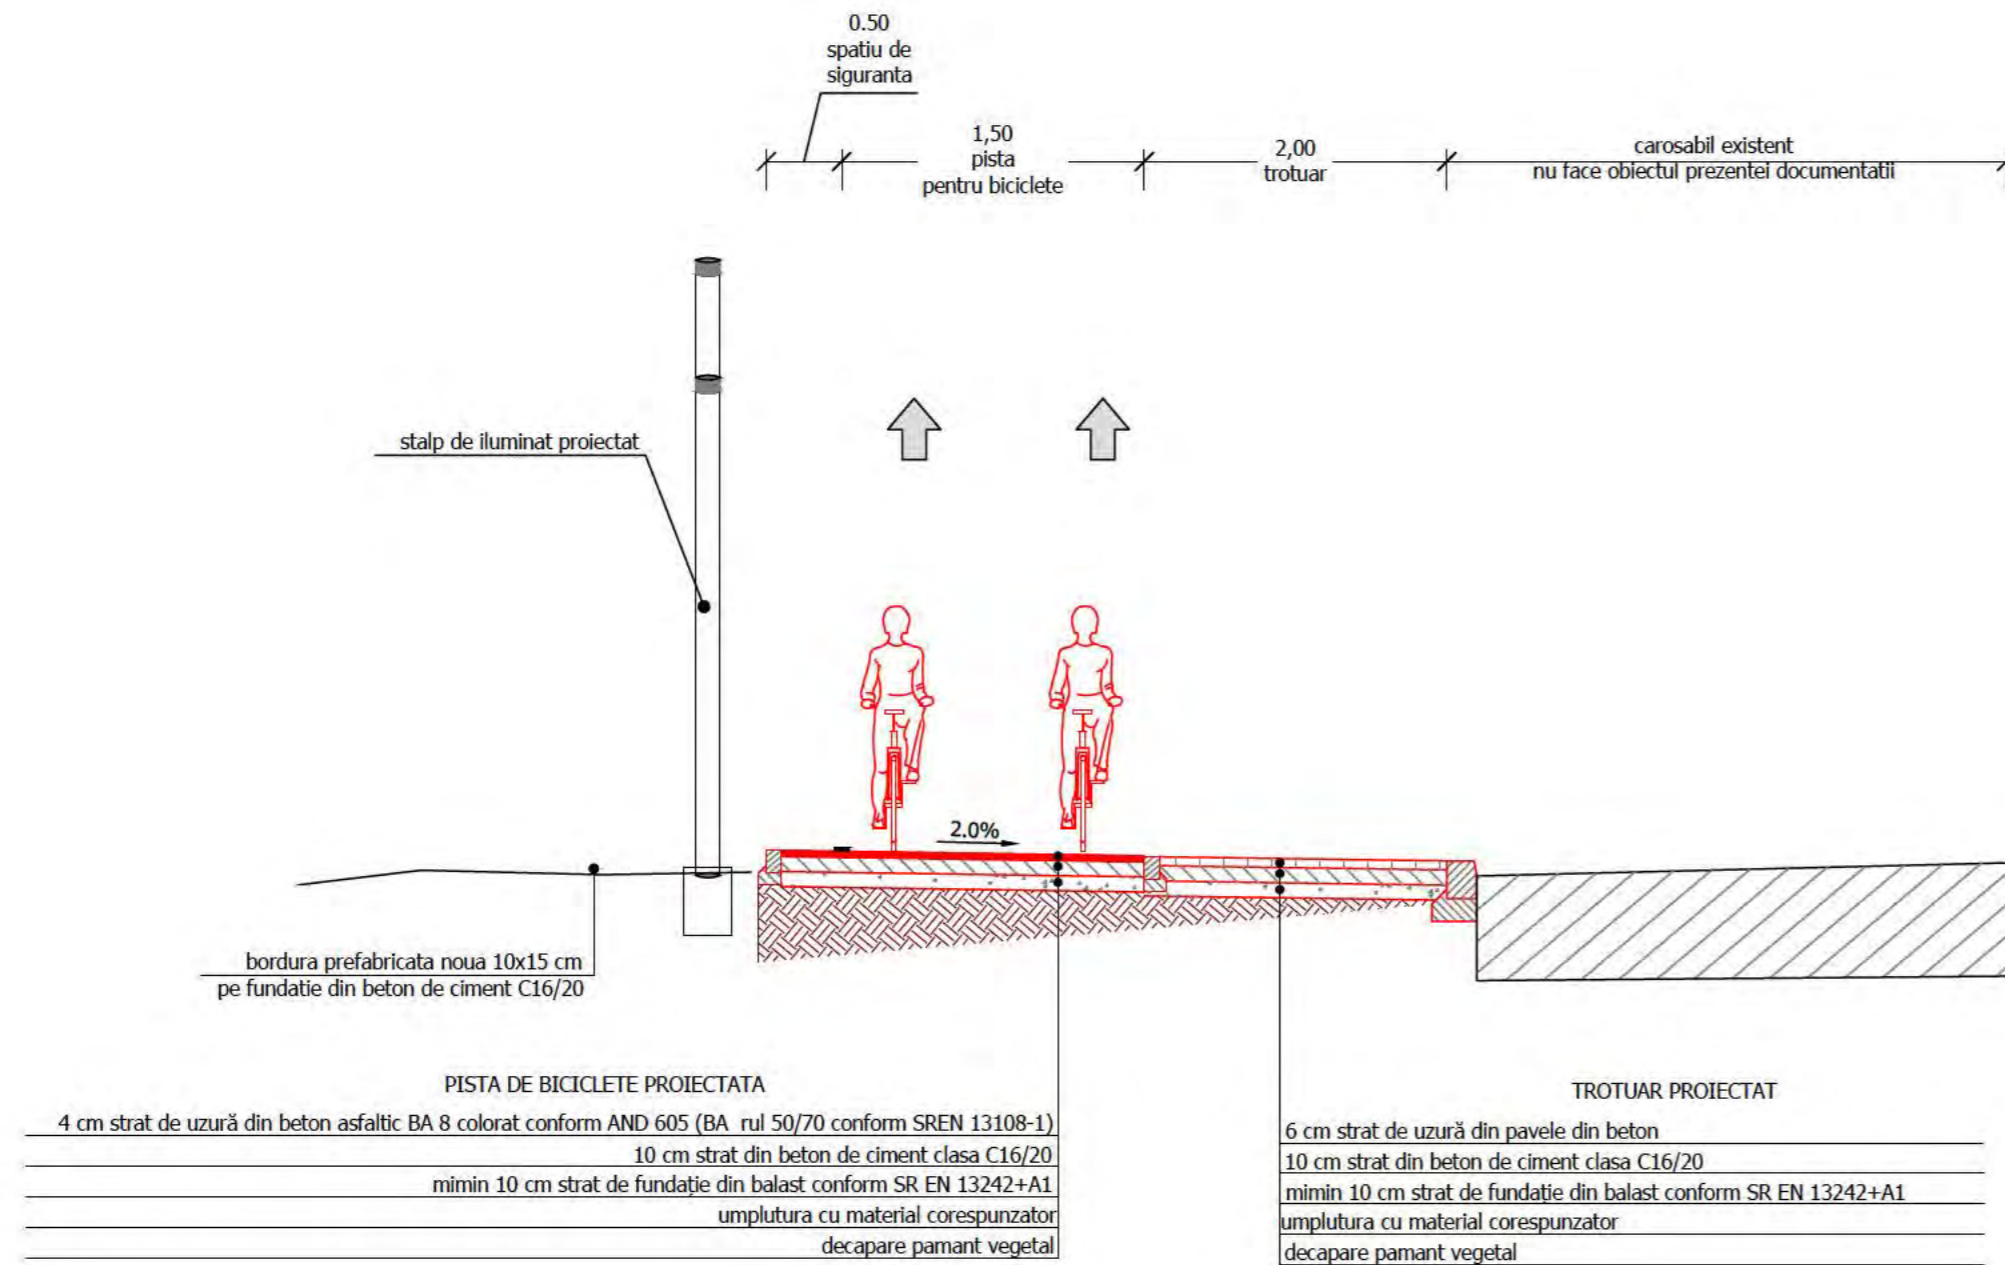 0.50
spatiu de
siguranta
1,50
pista
pentru biciclete
2,00
trotuar
carosabil existent
nu face obiectul prezentei documentatii
stalp de iluminat proiectat
2.0%
bordura prefabricata noua 10x15 cm
pe fundatie din beton de ciment C16/20
PISTA DE BICICLETE PROIECTATA
4 cm strat de uzură din beton asfaltic BA 8 colorat conform AND 605 (BA rul 50/70 conform SREN 13108-1)
10 cm strat din beton de ciment clasa C16/20
mimin 10 cm strat de fundație din balast conform SR EN 13242+A1
umplutura cu material corespunzator
decapare pamant vegetal
TROTUAR PROIECTAT
6 cm strat de uzură din pavele din beton
10 cm strat din beton de ciment clasa C16/20
mimin 10 cm strat de fundație din balast conform SR EN 13242+A1
umplutura cu material corespunzator
decapare pamant vegetal